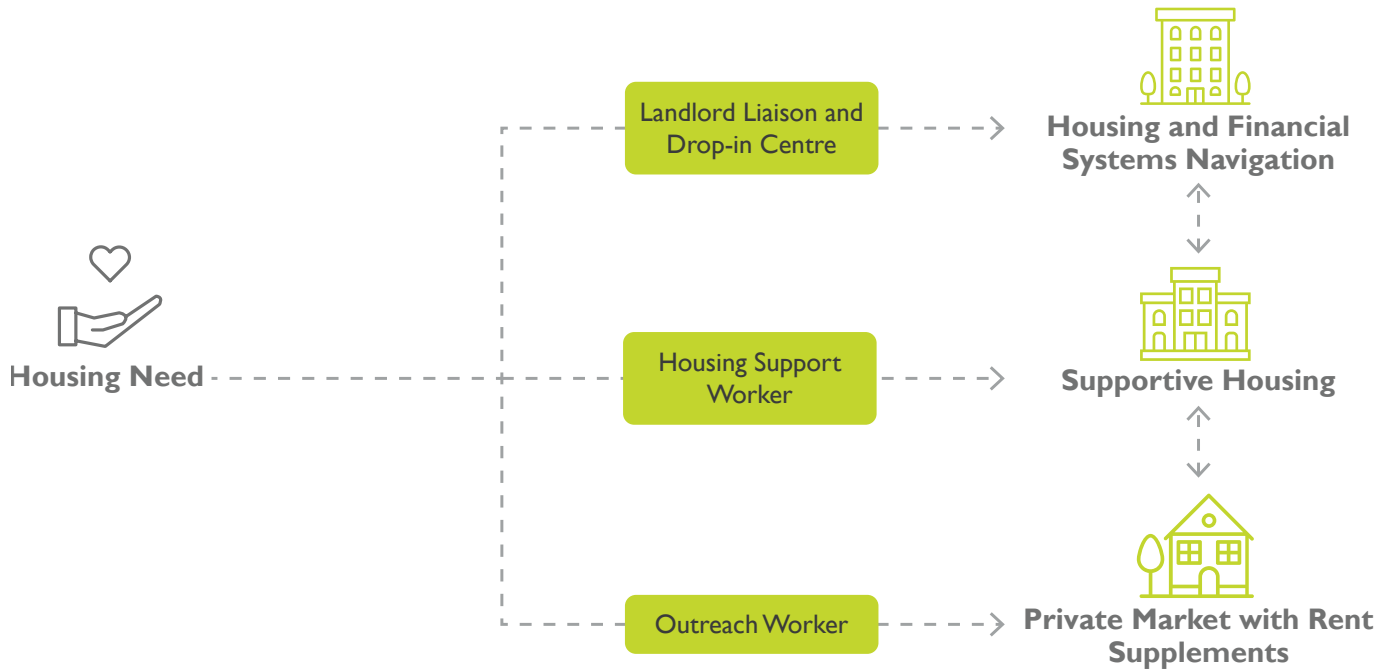 Landlord Liaison and
Drop-in Centre
Housing and Financial
Systems Navigation
Housing Need
Housing Support
Worker
Supportive Housing
Outreach Worker
Private Market with Rent
Supplements